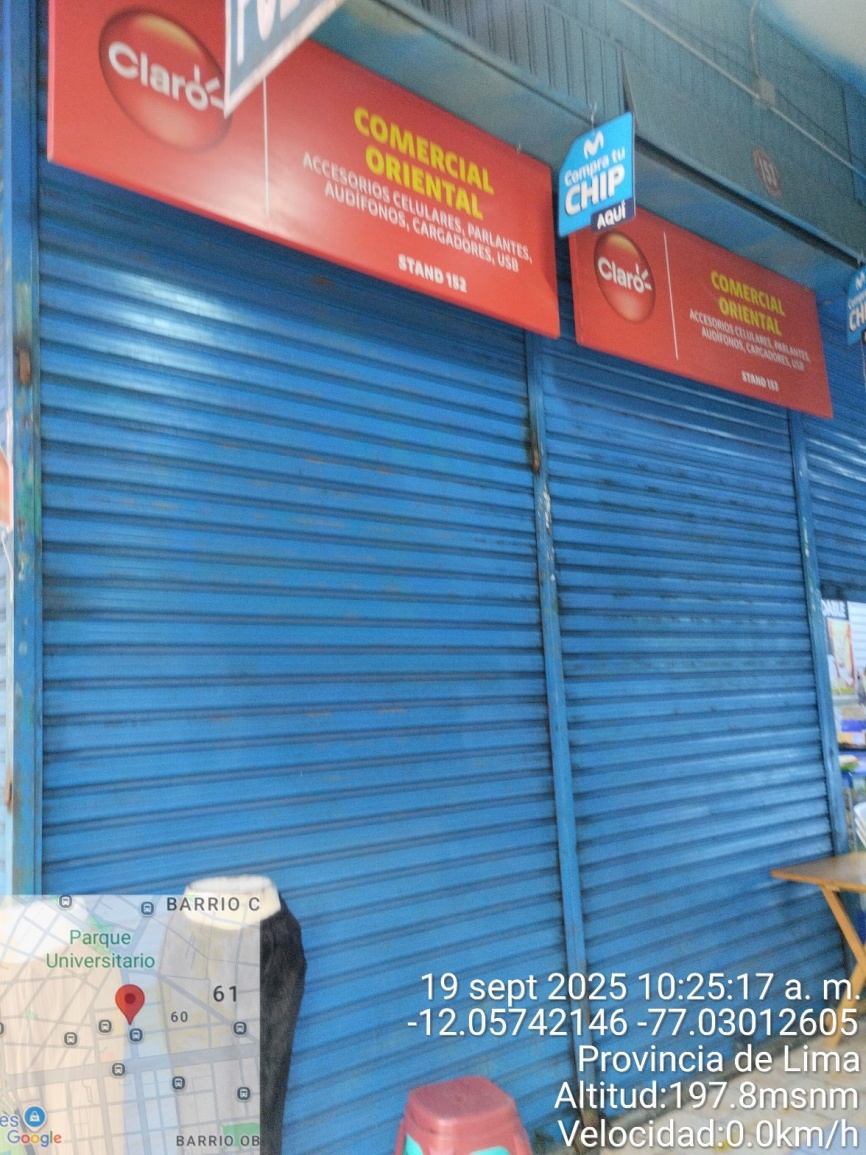 Claro
COMERCIAL
ORIENTAL
ACCESORIOS CELULARES, PARLANTES,
AUDÍFONOS, CARGADORES, USB
STAND 152
Compra tu
CHIP
AQUÍ
Claro
COMERCIAL
ORIENTAL
ACCESORIOS CELULARES, PARLANTES,
AUDÍFONOS, CARGADORES, USB
STAND 153
BARRIO C
Parque
Universitario
61
60
BARRIO OB
Google
19 sept 2025 10:25:17 a. m.
-12.05742146 -77.03012605
Provincia de Lima
Altitud:197.8msnm
Velocidad:0.0km/h